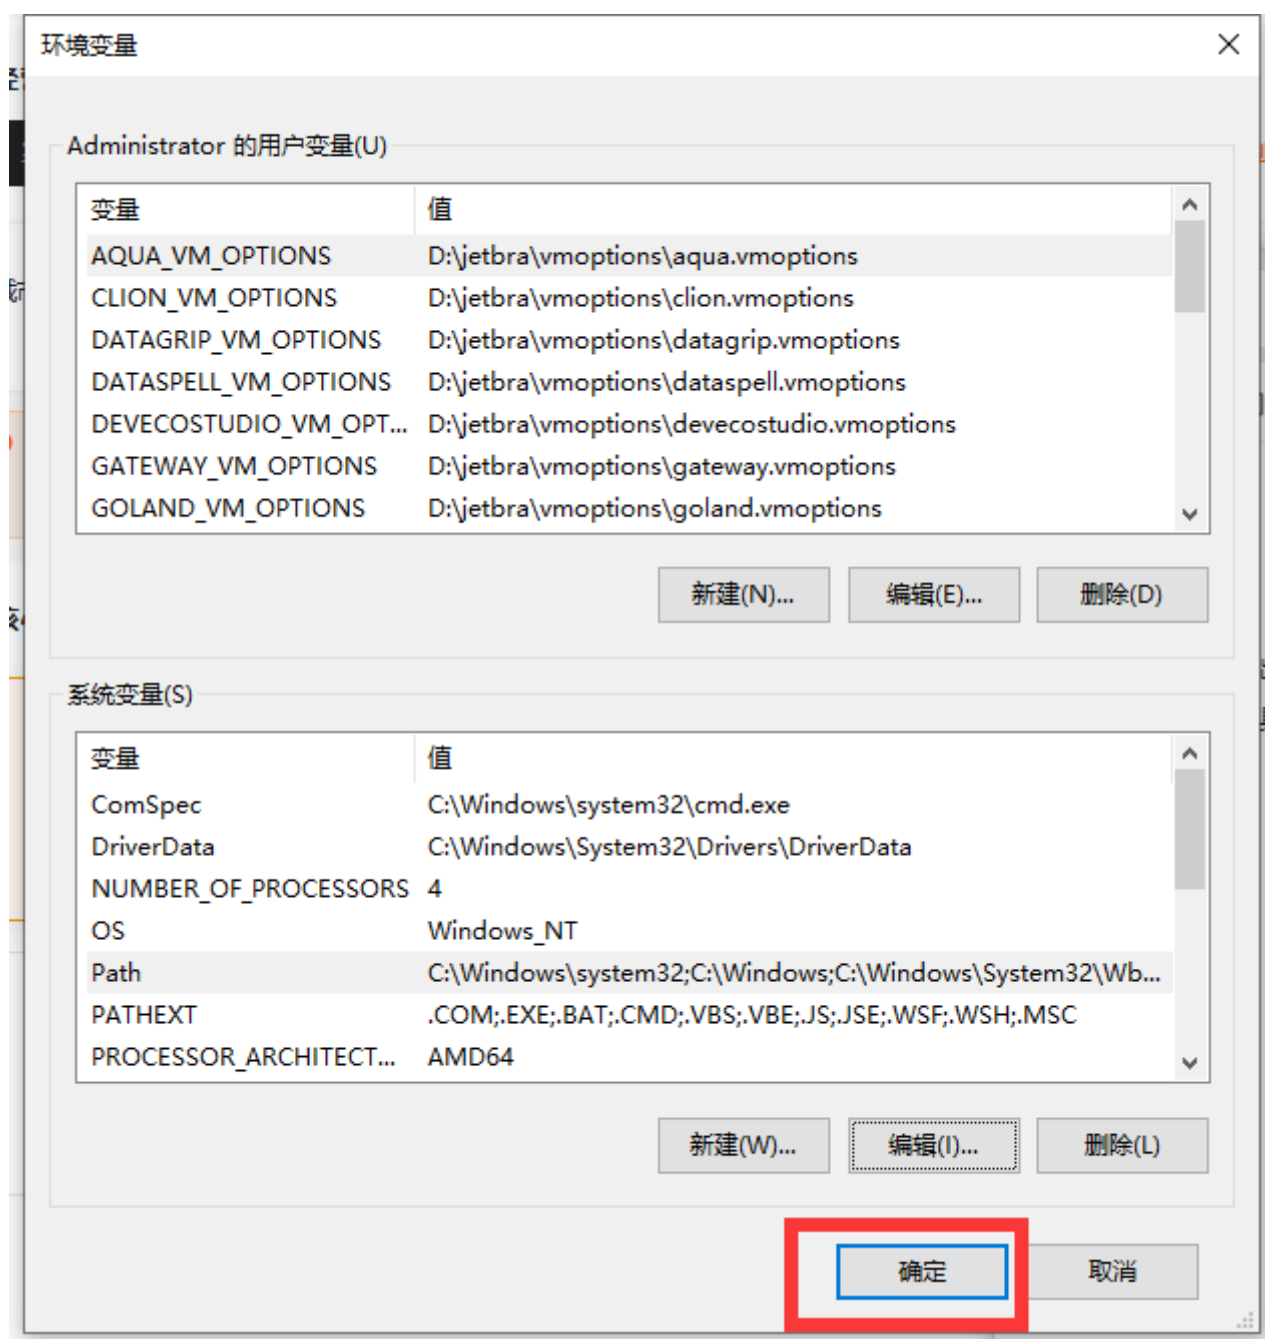 环境变量
Administrator 的用户变量(U)
变量 值
AQUA_VM_OPTIONS D:\jetbra\vmoptions\aqua.vmoptions
CLION_VM_OPTIONS D:\jetbra\vmoptions\clion.vmoptions
DATAGRIP_VM_OPTIONS D:\jetbra\vmoptions\datagrip.vmoptions
DATASPELL_VM_OPTIONS D:\jetbra\vmoptions\dataspell.vmoptions
DEVECOSTUDIO_VM_OPT... D:\jetbra\vmoptions\devecostudio.vmoptions
GATEWAY_VM_OPTIONS D:\jetbra\vmoptions\gateway.vmoptions
GOLAND_VM_OPTIONS D:\jetbra\vmoptions\goland.vmoptions
新建(N)... 编辑(E)... 删除(D)
系统变量(S)
变量 值
ComSpec C:\Windows\system32\cmd.exe
DriverData C:\Windows\System32\Drivers\DriverData
NUMBER_OF_PROCESSORS 4
OS Windows_NT
Path C:\Windows\system32;C:\Windows;C:\Windows\System32\Wb...
PATHEXT .COM;.EXE;.BAT;.CMD;.VBS;.VBE;.JS;.JSE;.WSF;.WSH;.MSC
PROCESSOR_ARCHITECT... AMD64
新建(W)... 编辑(I)... 删除(L)
确定 取消